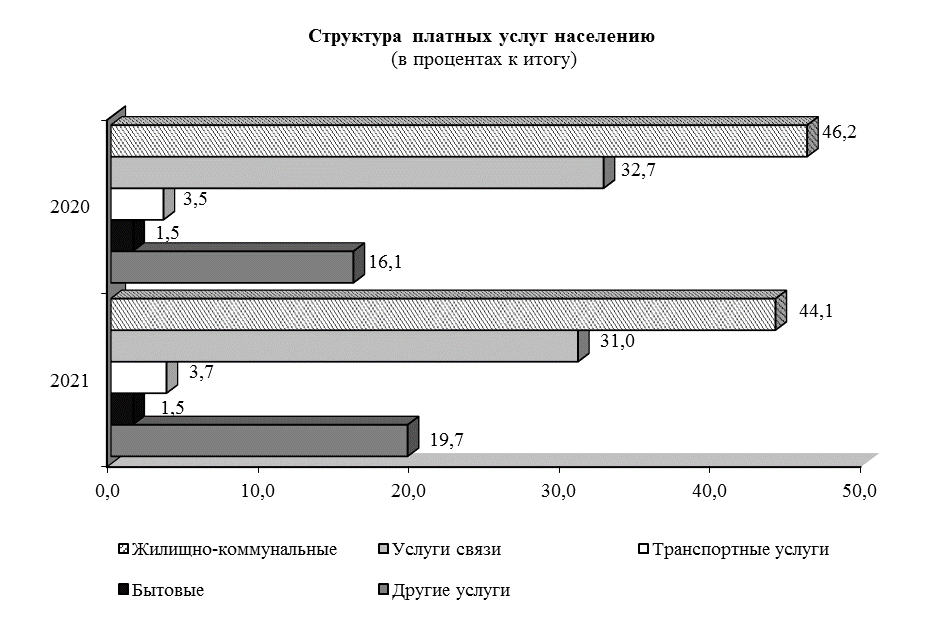 Структура платных услуг населению
(в процентах к итогу)
46,2
32,7
3,5
2020
1,5
16,1
44,1
31,0
3,7
2021
1,5
19,7
0,0 10,0 20,0 30,0 40,0 50,0
Жилищно-коммунальные Услуги связи Транспортные услуги
Бытовые Другие услуги